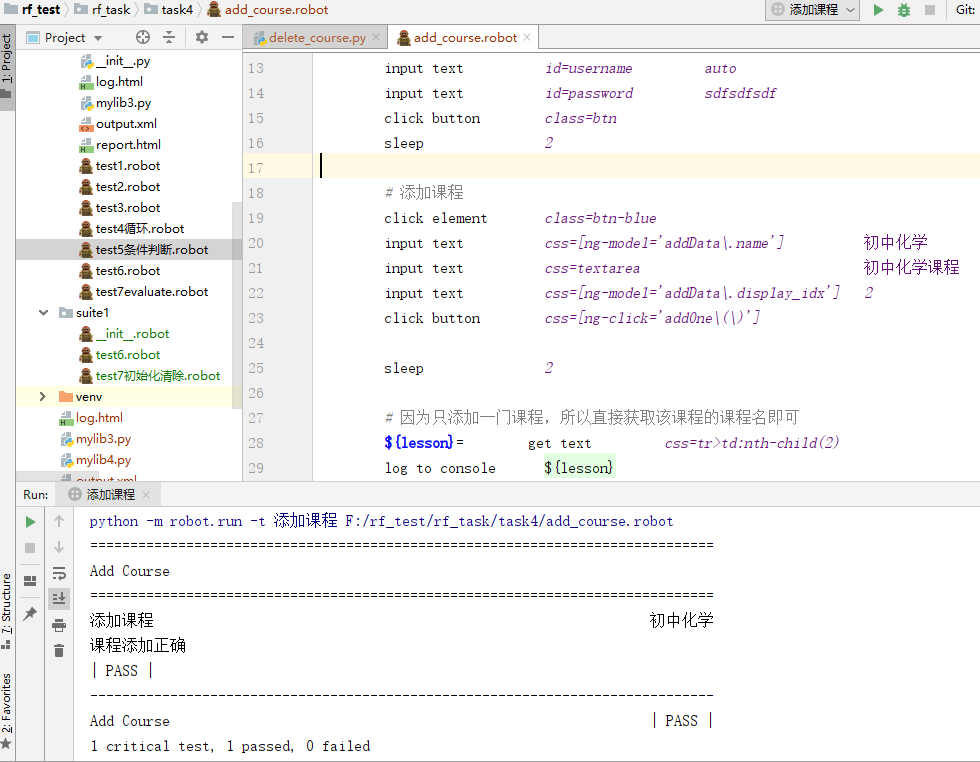 rf_test rf_task task4 add_course.robot 添加课程 Git:
1: Project
Project delete_course.py add_course.robot
__init__.py
log.html
mylib3.py
output.xml
report.html
test1.robot
test2.robot
test3.robot
test4循环.robot
test5条件判断.robot
test6.robot
test7evaluate.robot
suite1
__init__.robot
test6.robot
test7初始化清除.robot
venv
log.html
mylib3.py
mylib4.py
output.xml
13 input text id=username auto
14 input text id=password sdfsdfsdf
15 click button class=btn
16 sleep 2
17
18 # 添加课程
19 click element class=btn-blue
20 input text css=[ng-model='addData\.name'] 初中化学
21 input text css=textarea 初中化学课程
22 input text css=[ng-model='addData\.display_idx'] 2
23 click button css=[ng-click='addOne\(\)']
24
25 sleep 2
26
27 # 因为只添加一门课程，所以直接获取该课程的课程名即可
28 ${lesson}= get text css=tr>td:nth-child(2)
29 log to console ${lesson}
Run: 添加课程
python -m robot.run -t 添加课程 F:/rf_test/rf_task/task4/add_course.robot
==============================================================================
Add Course
==============================================================================
添加课程 初中化学
课程添加正确
| PASS |
------------------------------------------------------------------------------
Add Course | PASS |
1 critical test, 1 passed, 0 failed
7: Structure
2: Favorites